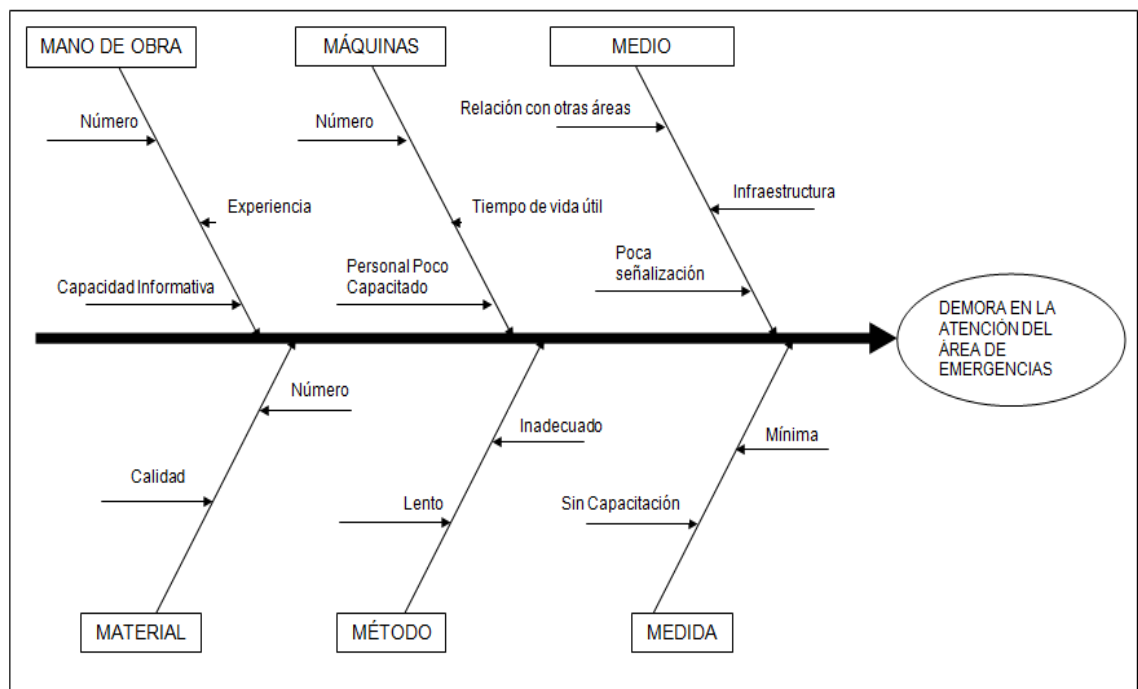 MANO DE OBRA
MÁQUINAS
MEDIO
Número
Experiencia
Capacidad Informativa
Número
Tiempo de vida útil
Personal Poco
Capacitado
Relación con otras áreas
Infraestructura
Poca
señalización
DEMORA EN LA
ATENCIÓN DEL
ÁREA DE
EMERGENCIAS
Número
Calidad
Inadecuado
Lento
Mínima
Sin Capacitación
MATERIAL
MÉTODO
MEDIDA